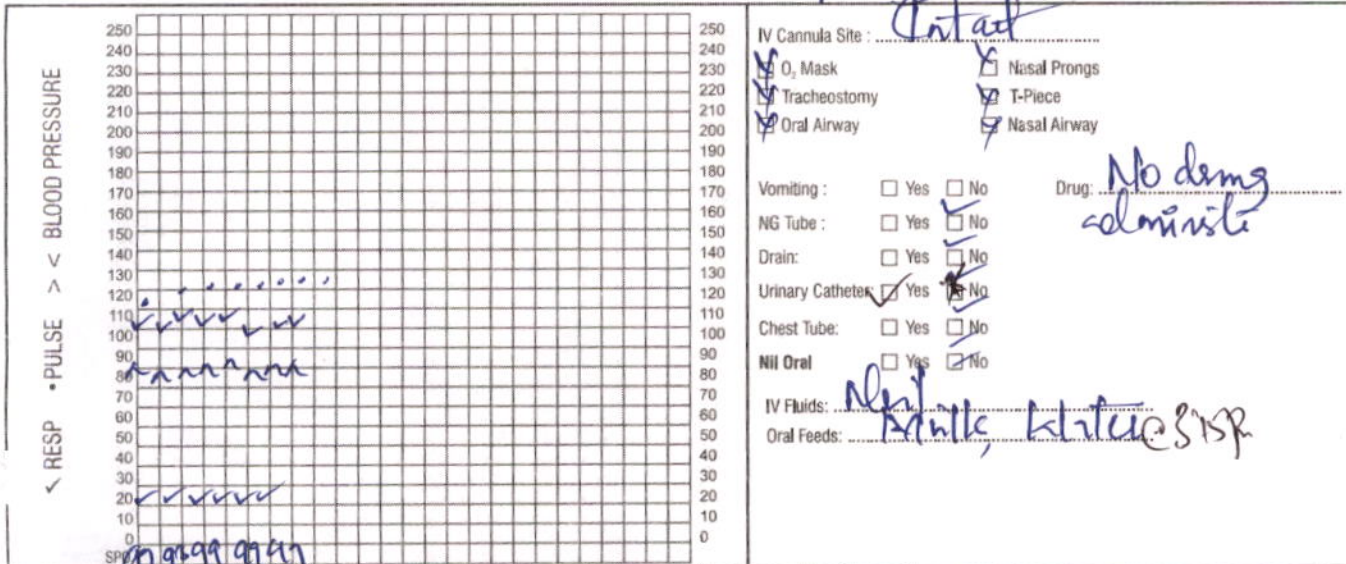 < RESP • PULSE > < BLOOD PRESSURE
250 250
240 240
230 230
220 220
210 210
200 200
190 190
180 180
170 170
160 160
150 150
140 140
130 130
120 120
110 110
100 100
90 90
80 80
70 70
60 60
50 50
40 40
30 30
20 20
10 10
0 0
SPO 99 99 97
IV Cannula Site : Intact
O₂ Mask Nasal Prongs
Tracheostomy T-Piece
Oral Airway Nasal Airway
Vomiting : Yes No Drug: No
NG Tube : Yes No
Drain: Yes No
Urinary Catheter: Yes No
Chest Tube: Yes No
Nil Oral Yes No
IV Fluids:
Oral Feeds: Milk,